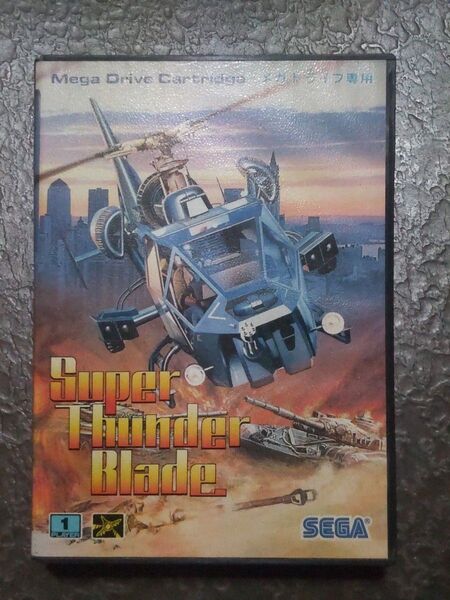 Mega Drive Cartridge メガドライブ専用
Super
Thunder
Blade
1
PLAYER
SEGA